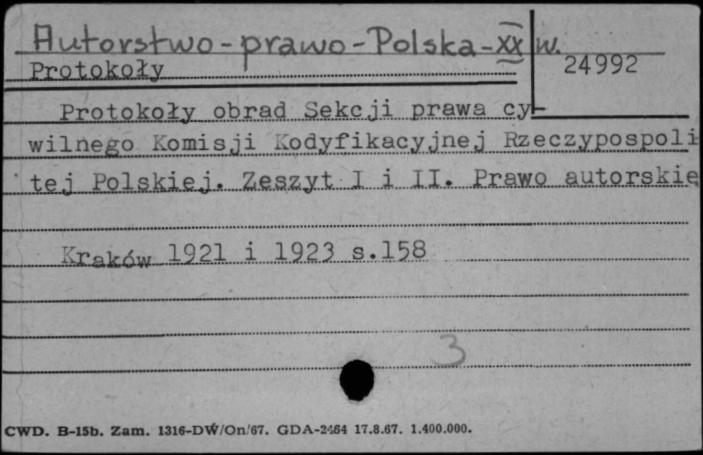 Autorstwo - prawo - Polska - XX w.
24992
Protokoły
Protokoły obrad Sekcji prawa cy-
wilnego Komisji Kodyfikacyjnej Rzeczypospoli-
tej Polskiej. Zeszyt I i II. Prawo autorskie
Kraków 1921 i 1923 s.158
3
CWD. B-15b. Zam. 1316-DW/On/67. GDA-2464 17.8.67. 1.400.000.